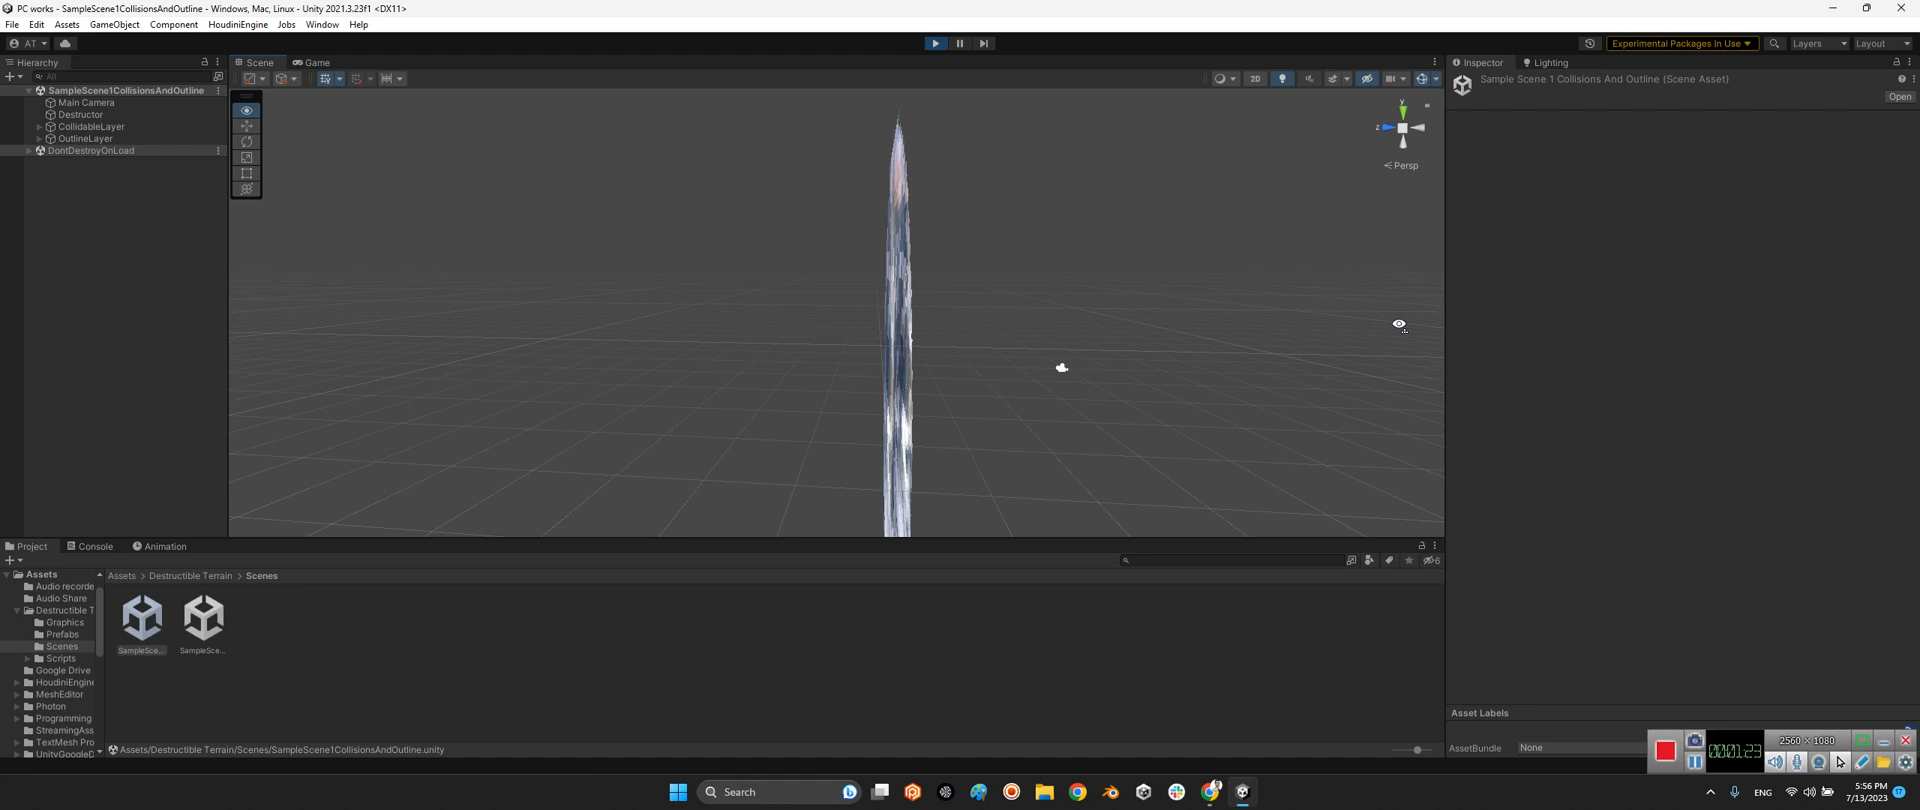 PC works - SampleScene1CollisionsAndOutline - Windows, Mac, Linux - Unity 2021.3.23f1 <DX11>
File Edit Assets GameObject Component HoudiniEngine Jobs Window Help
AT
Experimental Packages In Use
Layers
Layout
Hierarchy
All
SampleScene1CollisionsAndOutline
Main Camera
Destructor
CollidableLayer
OutlineLayer
DontDestroyOnLoad
Scene
Game
2D
y
z
Persp
Inspector
Lighting
Sample Scene 1 Collisions And Outline (Scene Asset)
Open
Project
Console
Animation
6
Assets
Audio recorde
Audio Share
Destructible T
Graphics
Prefabs
Scenes
Scripts
Google Drive
HoudiniEngine
MeshEditor
Photon
Programming
StreamingAss
TextMesh Pro
UnityGoogleD
Assets > Destructible Terrain > Scenes
SampleSce...
SampleSce...
Assets/Destructible Terrain/Scenes/SampleScene1CollisionsAndOutline.unity
Asset Labels
AssetBundle
None
00:01:23
2560 × 1080
Search
ENG
5:56 PM
7/13/2023
17